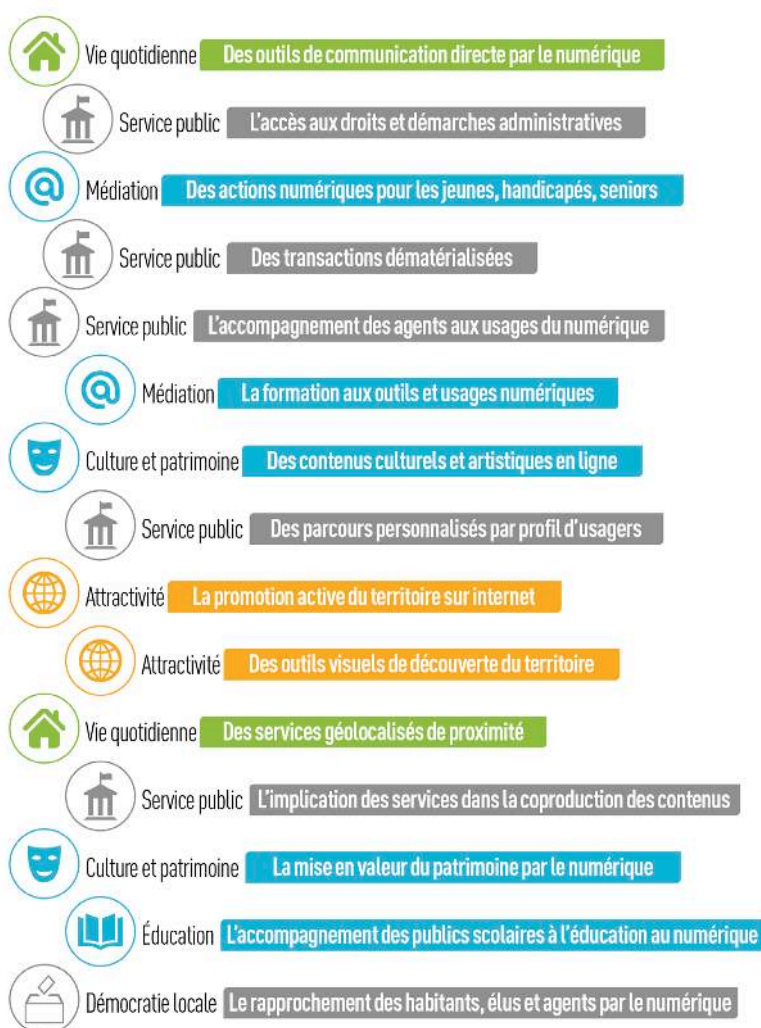 Vie quotidienne Des outils de communication directe par le numérique
Service public L'accès aux droits et démarches administratives
@ Médiation Des actions numériques pour les jeunes, handicapés, seniors
Service public Des transactions dématérialisées
Service public L'accompagnement des agents aux usages du numérique
@ Médiation La formation aux outils et usages numériques
Culture et patrimoine Des contenus culturels et artistiques en ligne
Service public Des parcours personnalisés par profil d'usagers
Attractivité La promotion active du territoire sur internet
Attractivité Des outils visuels de découverte du territoire
Vie quotidienne Des services géolocalisés de proximité
Service public L'implication des services dans la coproduction des contenus
Culture et patrimoine La mise en valeur du patrimoine par le numérique
Éducation L'accompagnement des publics scolaires à l'éducation au numérique
Démocratie locale Le rapprochement des habitants, élus et agents par le numérique